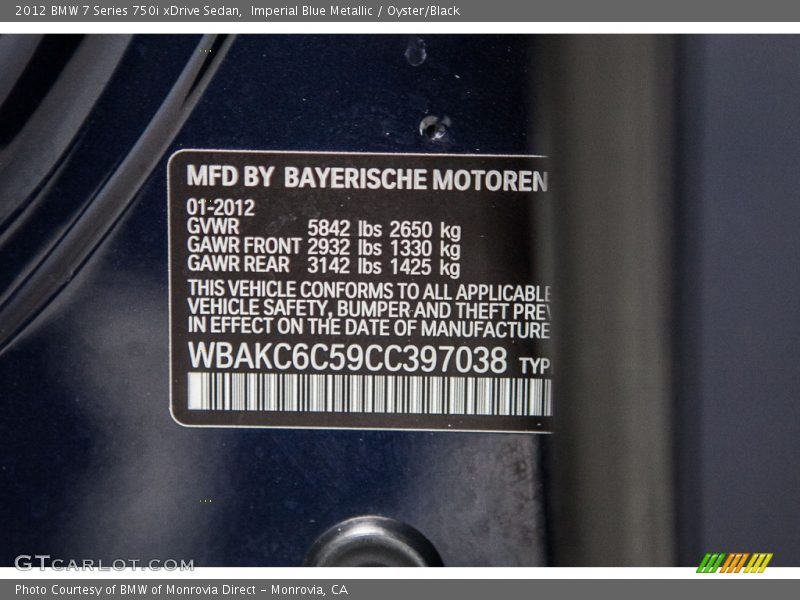 2012 BMW 7 Series 750i xDrive Sedan,  Imperial Blue Metallic / Oyster/Black
MFD BY BAYERISCHE MOTOREN
01-2012
GVWR 5842 lbs 2650 kg
GAWR FRONT 2932 lbs 1330 kg
GAWR REAR 3142 lbs 1425 kg
THIS VEHICLE CONFORMS TO ALL APPLICABLE
VEHICLE SAFETY, BUMPER AND THEFT PREV
IN EFFECT ON THE DATE OF MANUFACTURE
WBAKC6C59CC397038 TYP
GTCARLOT.COM
Photo Courtesy of BMW of Monrovia Direct - Monrovia, CA